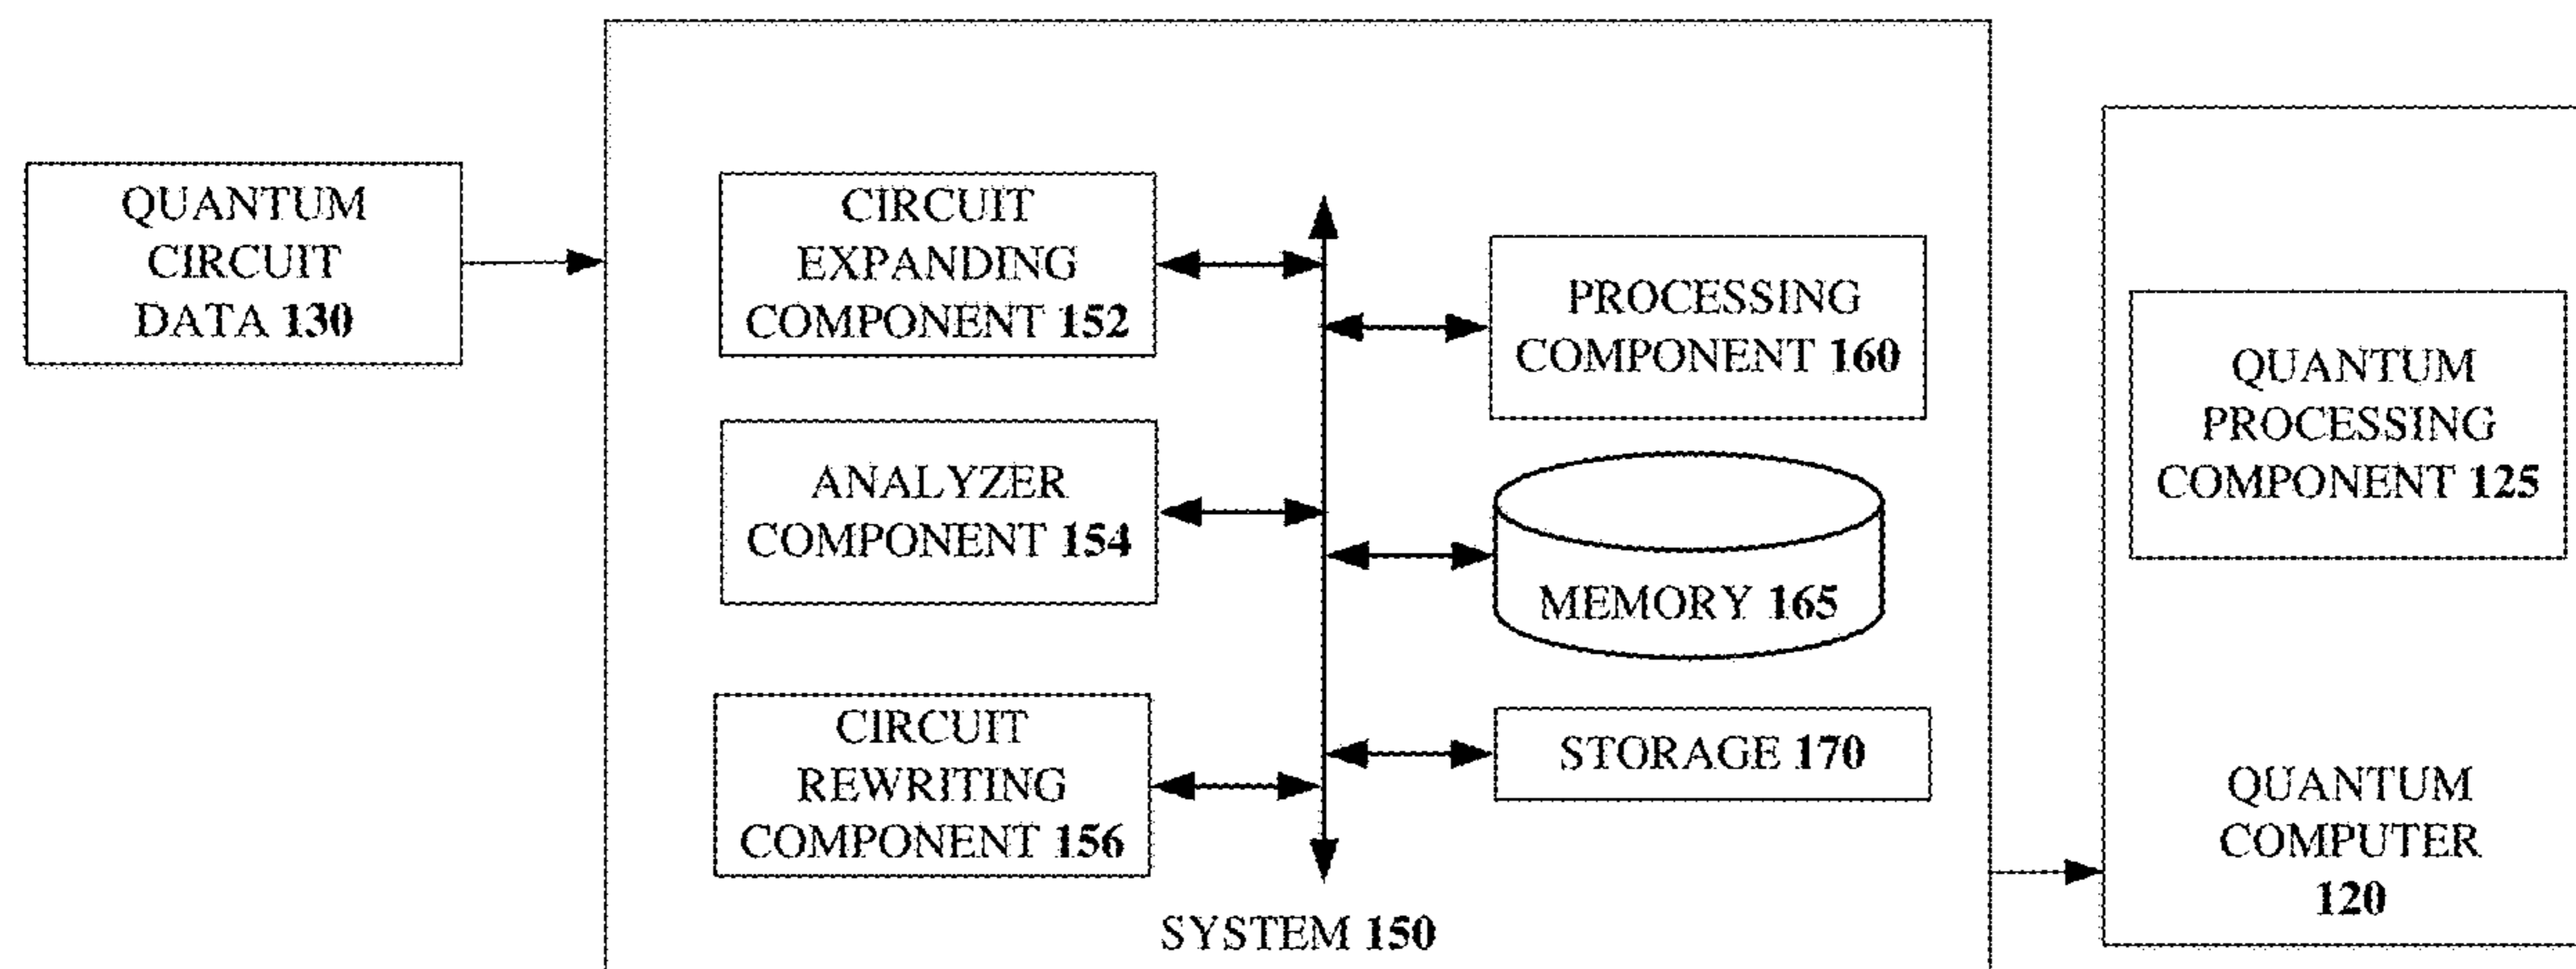 QUANTUM
CIRCUIT
DATA 130
CIRCUIT
EXPANDING
COMPONENT 152
ANALYZER
COMPONENT 154
CIRCUIT
REWRITING
COMPONENT 156
PROCESSING
COMPONENT 160
MEMORY 165
STORAGE 170
SYSTEM 150
QUANTUM
PROCESSING
COMPONENT 125
QUANTUM
COMPUTER
120